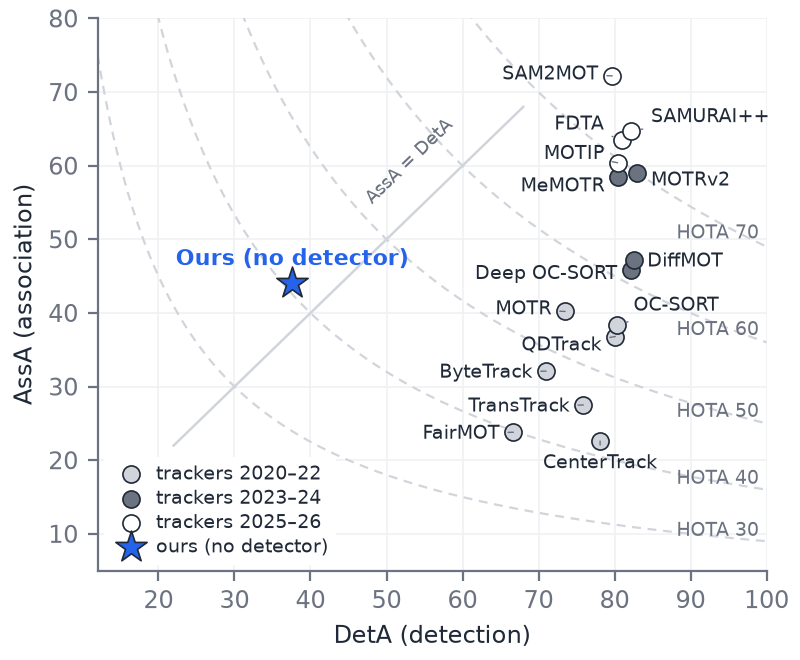 80
70
60
50
40
30
20
10
AssA (association)
SAM2MOT
SAMURAI++
FDTA
AssA = DetA
MOTIP
MeMOTR
MOTRv2
HOTA 70
Ours (no detector)
DiffMOT
Deep OC-SORT
OC-SORT
MOTR
HOTA 60
QDTrack
ByteTrack
TransTrack
HOTA 50
FairMOT
CenterTrack
HOTA 40
HOTA 30
trackers 2020–22
trackers 2023–24
trackers 2025–26
ours (no detector)
20 30 40 50 60 70 80 90 100
DetA (detection)